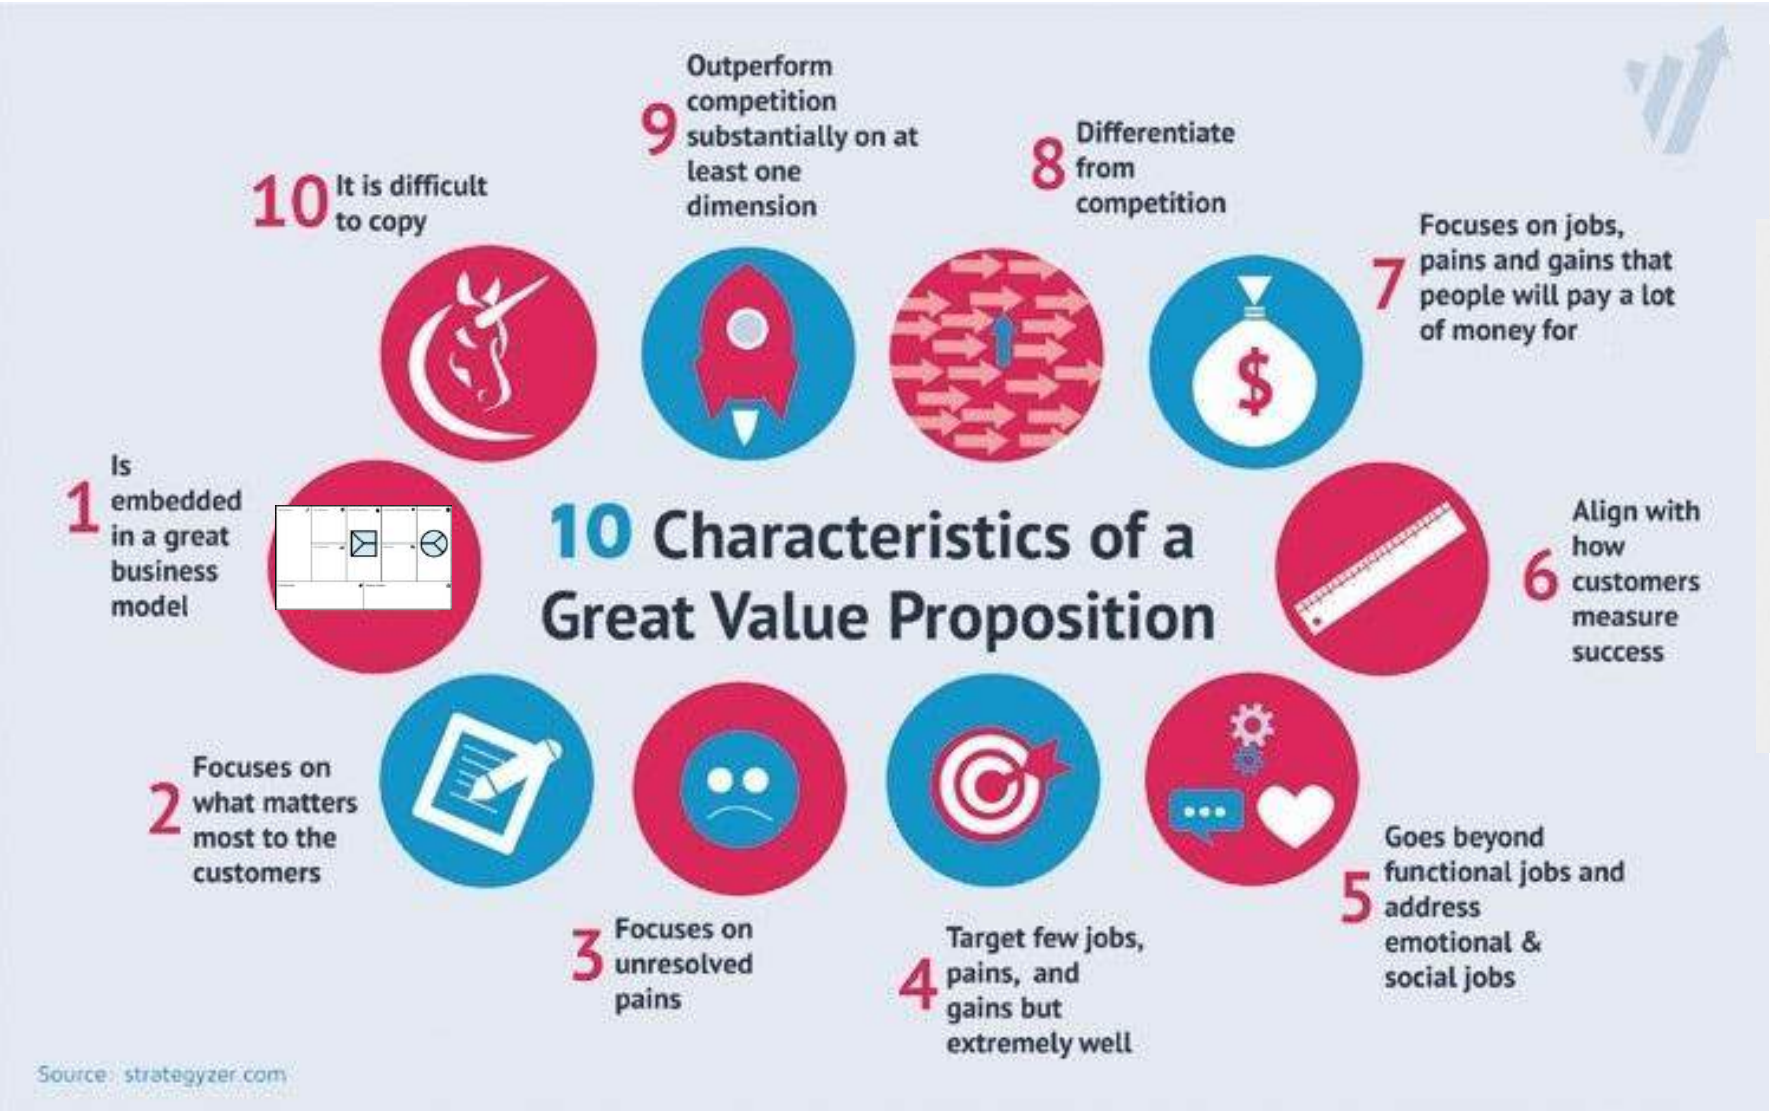 10 Characteristics of a
Great Value Proposition
1
Is
embedded
in a great
business
model
2
Focuses on
what matters
most to the
customers
3
Focuses on
unresolved
pains
4
Target few jobs,
pains, and
gains but
extremely well
5
Goes beyond
functional jobs and
address
emotional &
social jobs
6
Align with
how
customers
measure
success
7
Focuses on jobs,
pains and gains that
people will pay a lot
of money for
8
Differentiate
from
competition
9
Outperform
competition
substantially on at
least one
dimension
10
It is difficult
to copy
$
Source: strategyzer.com